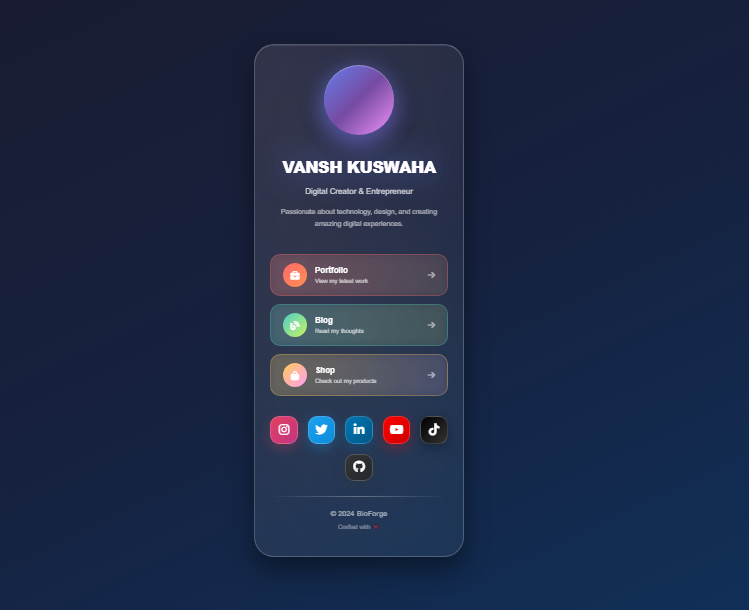 VANSH KUSWAHA
Digital Creator & Entrepreneur
Passionate about technology, design, and creating
amazing digital experiences.
Portfolio
View my latest work
Blog
Read my thoughts
Shop
Check out my products
in
© 2024 BioForge
Crafted with